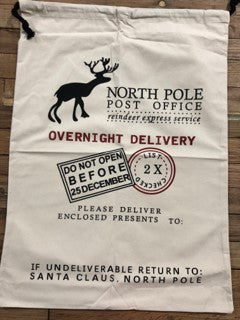 NORTH POLE
POST OFFICE
reindeer express service
OVERNIGHT DELIVERY
DO NOT OPEN
BEFORE
25 DECEMBER
LIST
2X
CHECKED
PLEASE DELIVER
ENCLOSED PRESENTS TO:
IF UNDELIVERABLE RETURN TO:
SANTA CLAUS, NORTH POLE